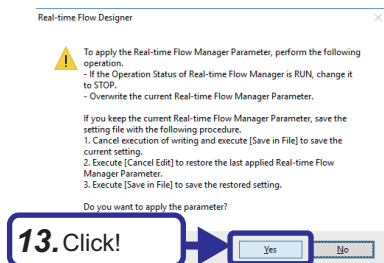 Real-time Flow Designer
To apply the Real-time Flow Manager Parameter, perform the following
operation.
- If the Operation Status of Real-time Flow Manager is RUN, change it
to STOP.
- Overwrite the current Real-time Flow Manager Parameter.
If you keep the current Real-time Flow Manager Parameter, save the
setting file with the following procedure.
1. Cancel execution of writing and execute [Save in File] to save the
current setting.
2. Execute [Cancel Edit] to restore the last applied Real-time Flow
Manager Parameter.
3. Execute [Save in File] to save the restored setting.
Do you want to apply the parameter?
13. Click!
Yes No